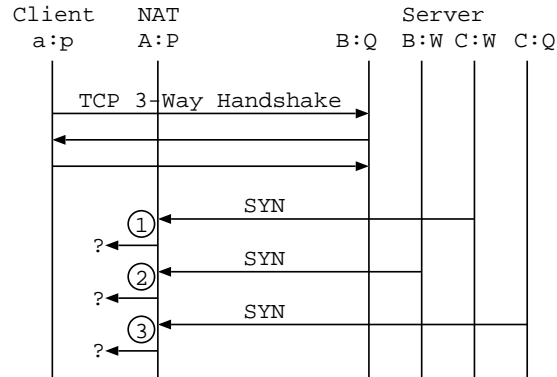 Client NAT Server
a:p A:P B:Q B:W C:W C:Q
TCP 3-Way Handshake
SYN
1
?
SYN
2
?
SYN
3
?